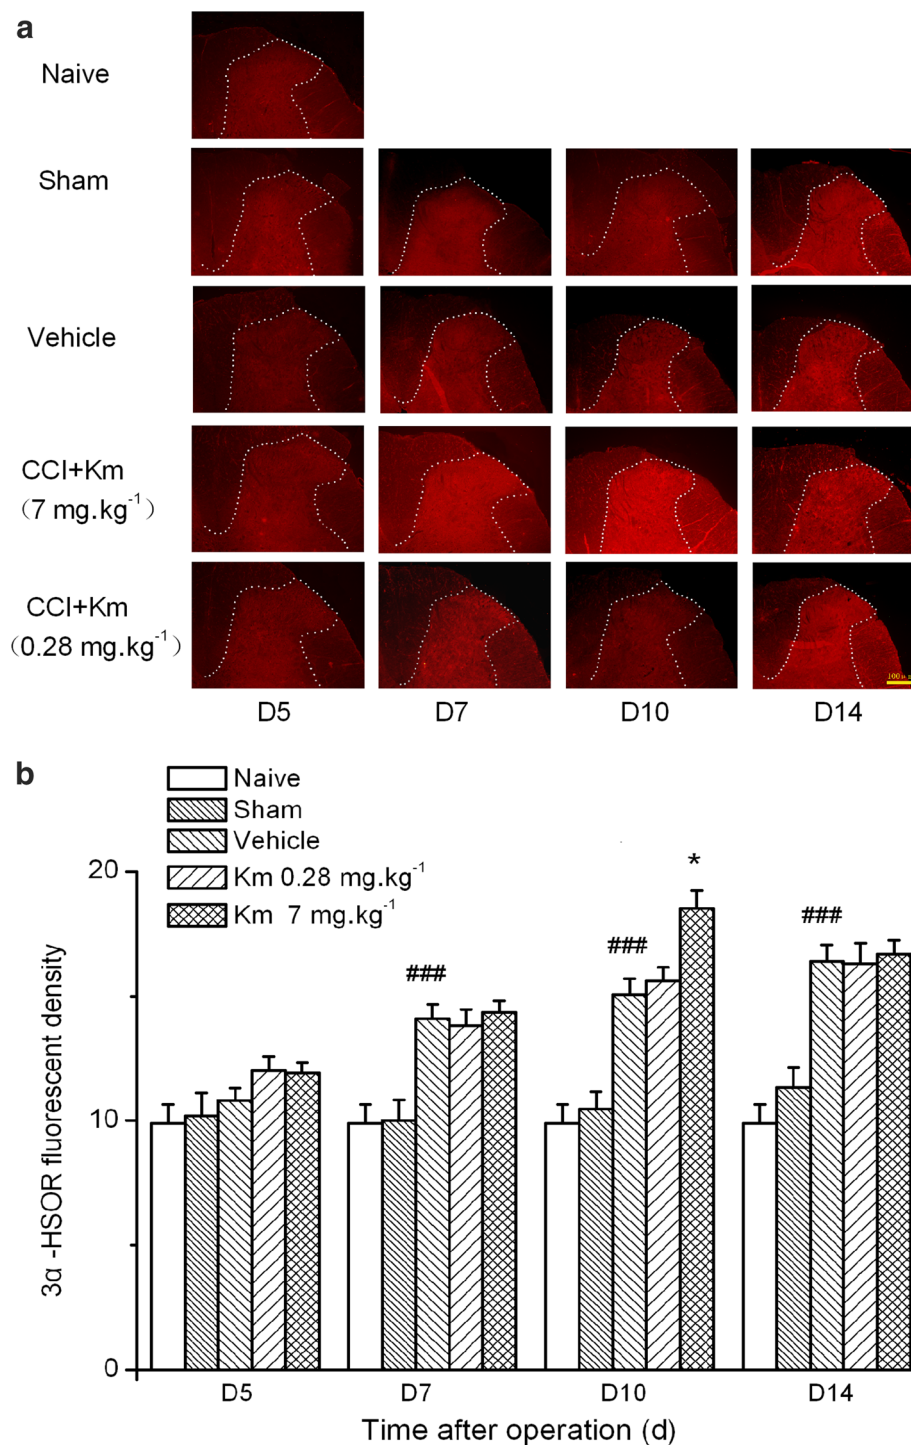 a
Naive
Sham
Vehicle
CCI+Km
(7 mg.kg⁻¹)
CCI+Km
(0.28 mg.kg⁻¹)
D5 D7 D10 D14
b
Naive
Sham
Vehicle
Km 0.28 mg.kg⁻¹
Km 7 mg.kg⁻¹
20
10
0
3α -HSOR fluorescent density
###
###
*
###
D5 D7 D10 D14
Time after operation (d)